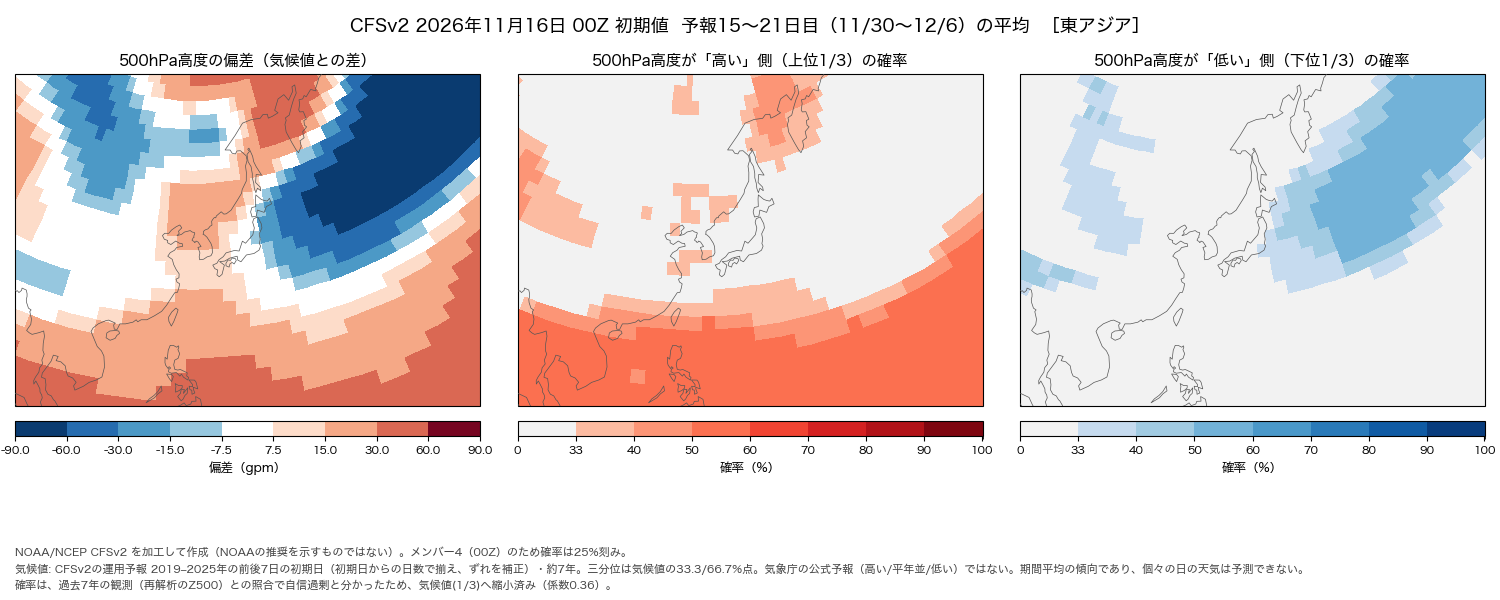 CFSv2 2026年11月16日 00Z 初期値 予報15～21日目（11/30～12/6）の平均 ［東アジア］
500hPa高度の偏差（気候値との差）
500hPa高度が「高い」側（上位1/3）の確率
500hPa高度が「低い」側（下位1/3）の確率
-90.0 -60.0 -30.0 -15.0 -7.5 7.5 15.0 30.0 60.0 90.0
偏差（gpm）
0 33 40 50 60 70 80 90 100
確率（%）
0 33 40 50 60 70 80 90 100
確率（%）
NOAA/NCEP CFSv2 を加工して作成（NOAAの推奨を示すものではない）。メンバー4（00Z）のため確率は25%刻み。
気候値: CFSv2の運用予報 2019–2025年の前後7日の初期日（初期日からの日数で揃え、ずれを補正）・約7年。三分位は気候値の33.3/66.7%点。気象庁の公式予報（高い/平年並/低い）ではない。期間平均の傾向であり、個々の日の天気は予測できない。
確率は、過去7年の観測（再解析のZ500）との照合で自信過剰と分かったため、気候値(1/3)へ縮小済み（係数0.36）。